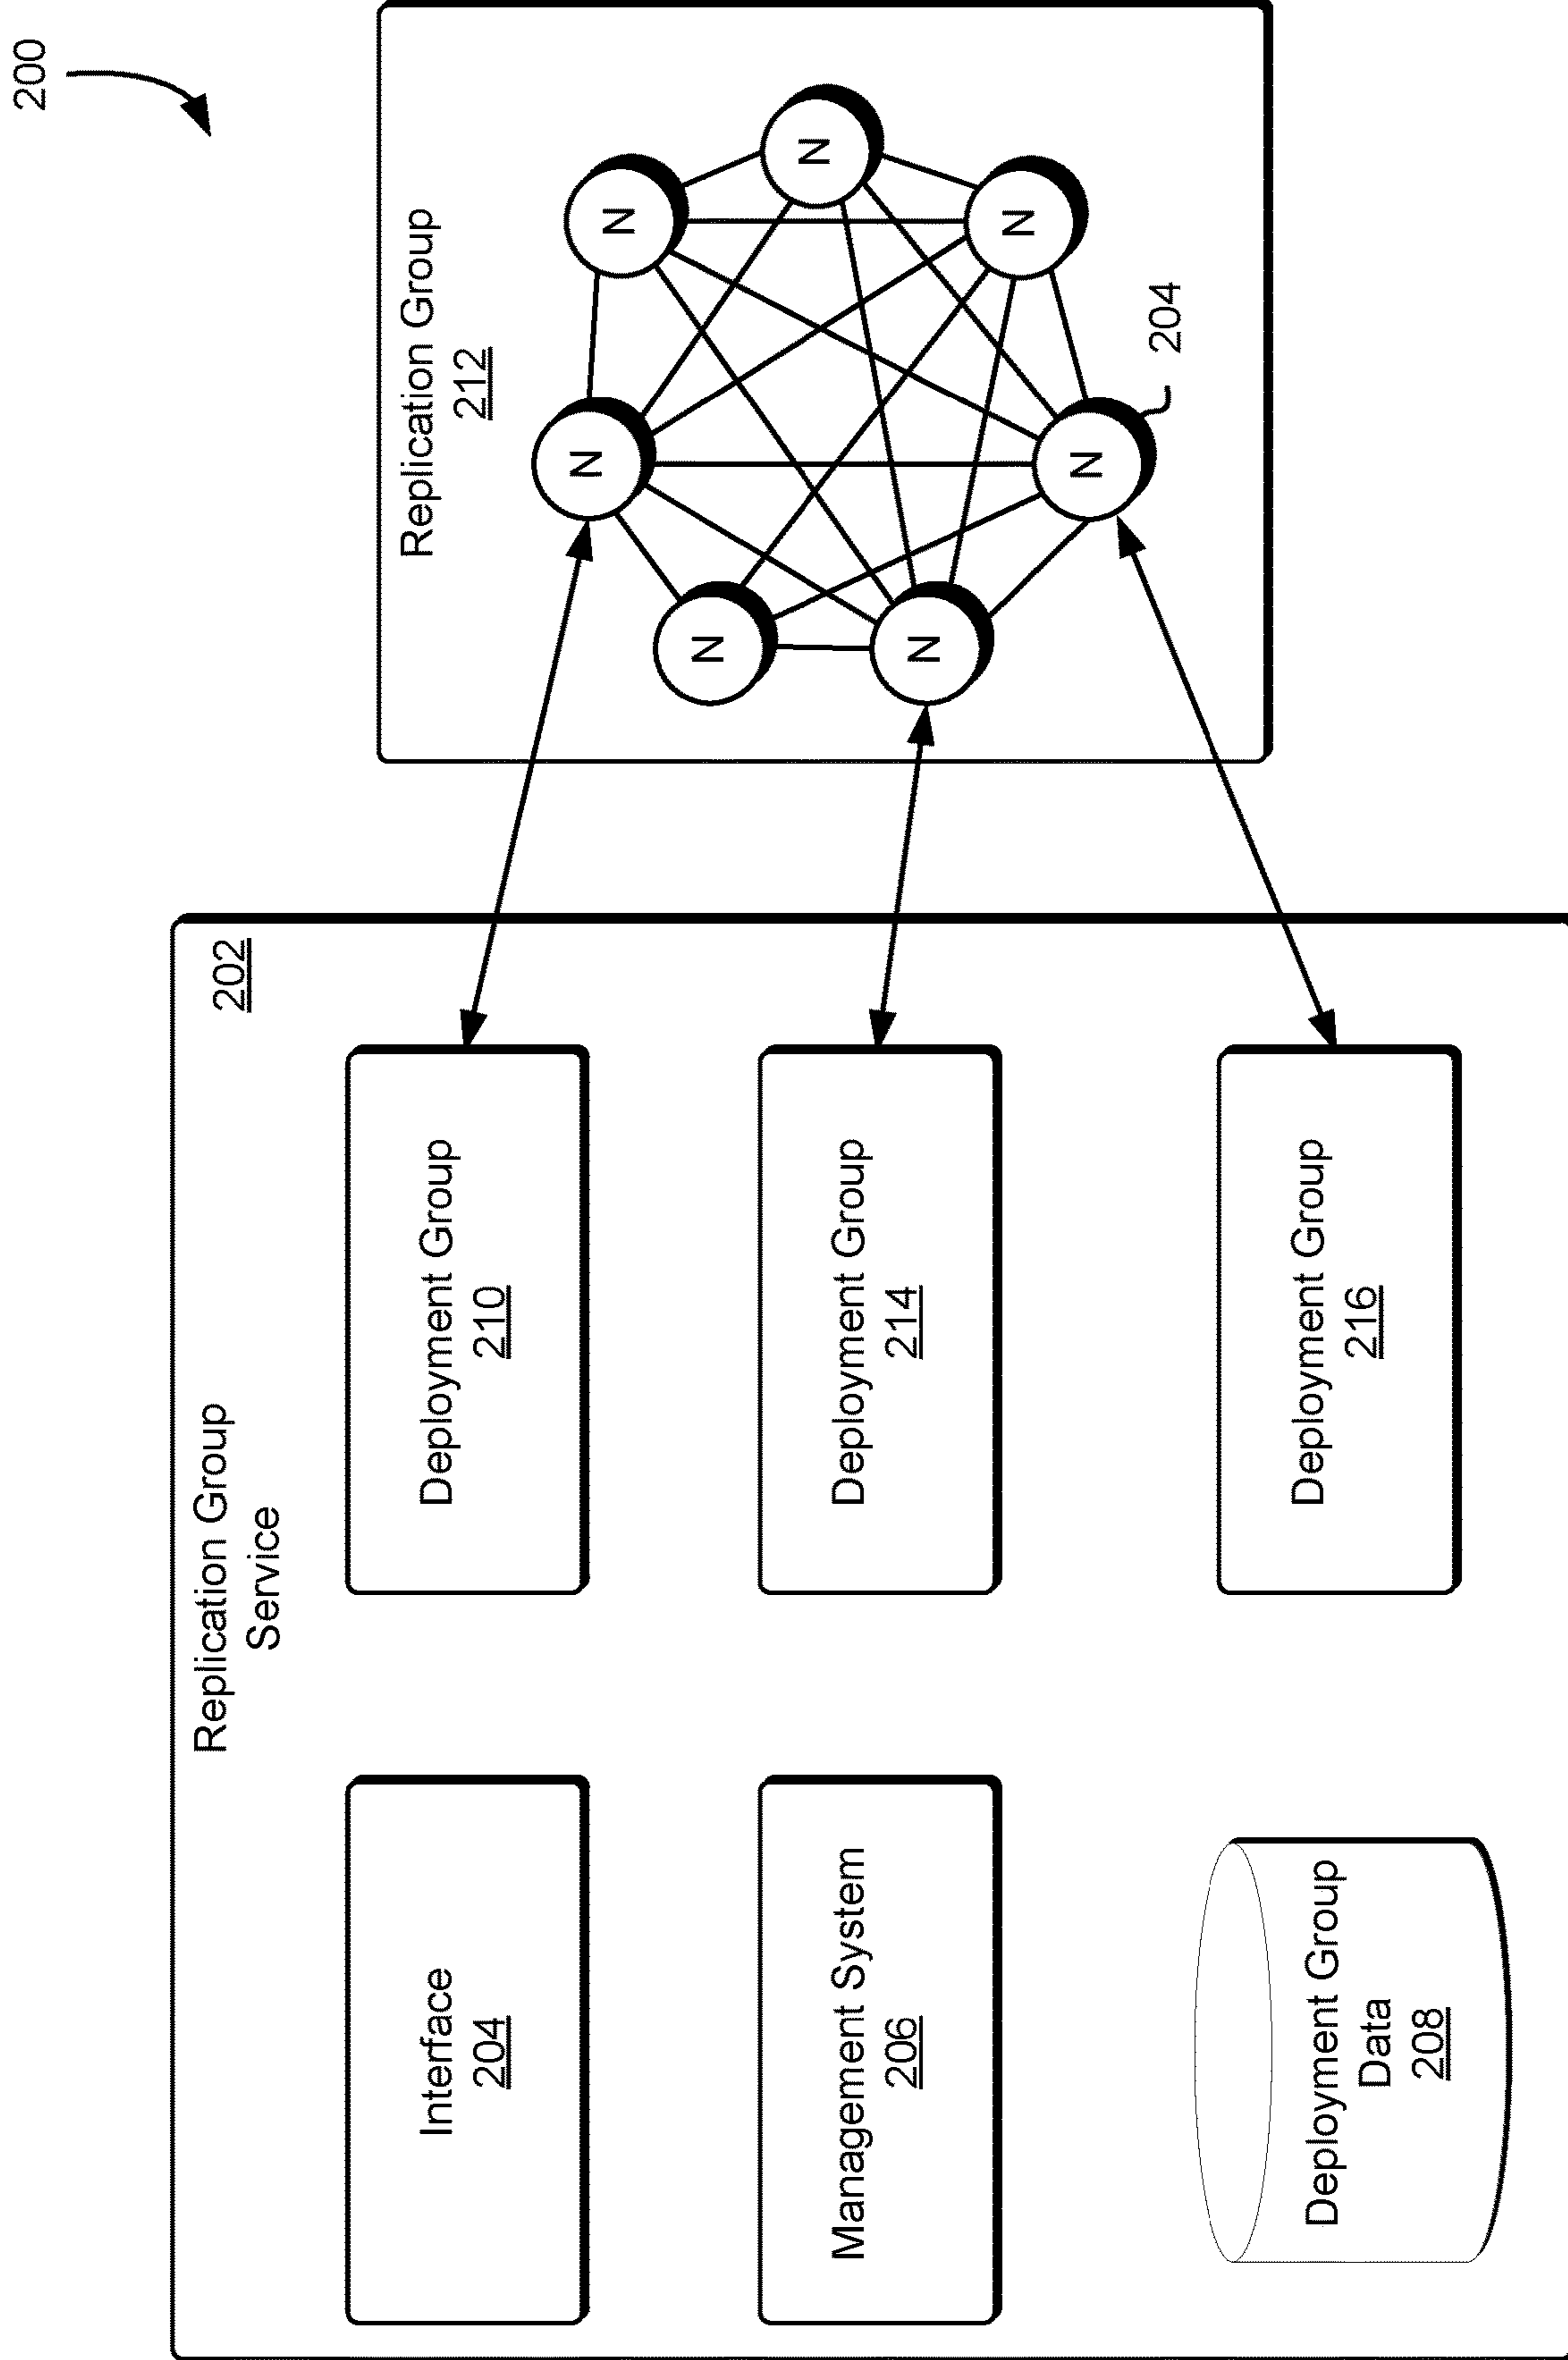 200
Replication Group
Service
202
Interface
204
Deployment Group
210
Management System
206
Deployment Group
214
Deployment Group
Data
208
Deployment Group
216
Replication Group
212
N
N
N
N
N
N
N
204